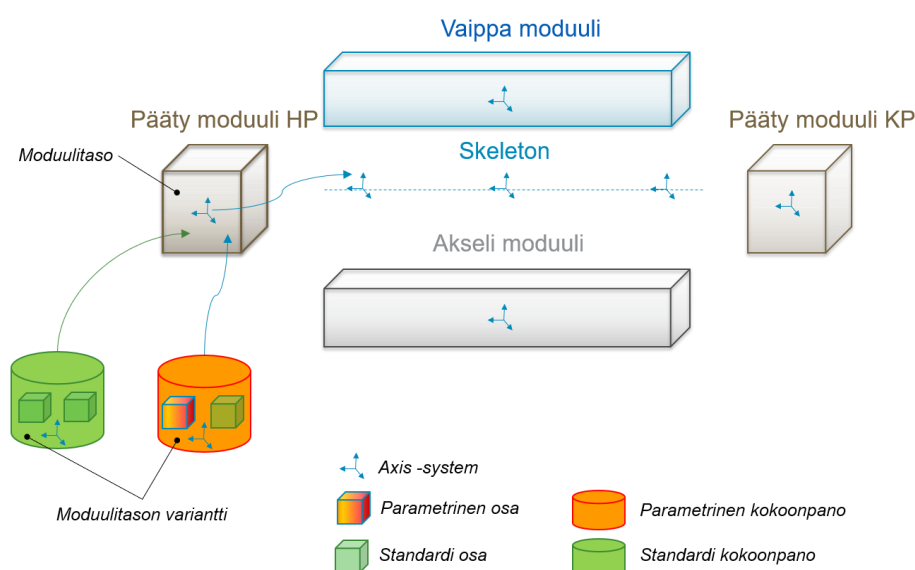 Vaippa moduuli
Pääty moduuli HP
Pääty moduuli KP
Moduulitaso
Skeleton
Akseli moduuli
Moduulitason variantti
Axis -system
Parametrinen osa
Parametrinen kokoonpano
Standardi osa
Standardi kokoonpano